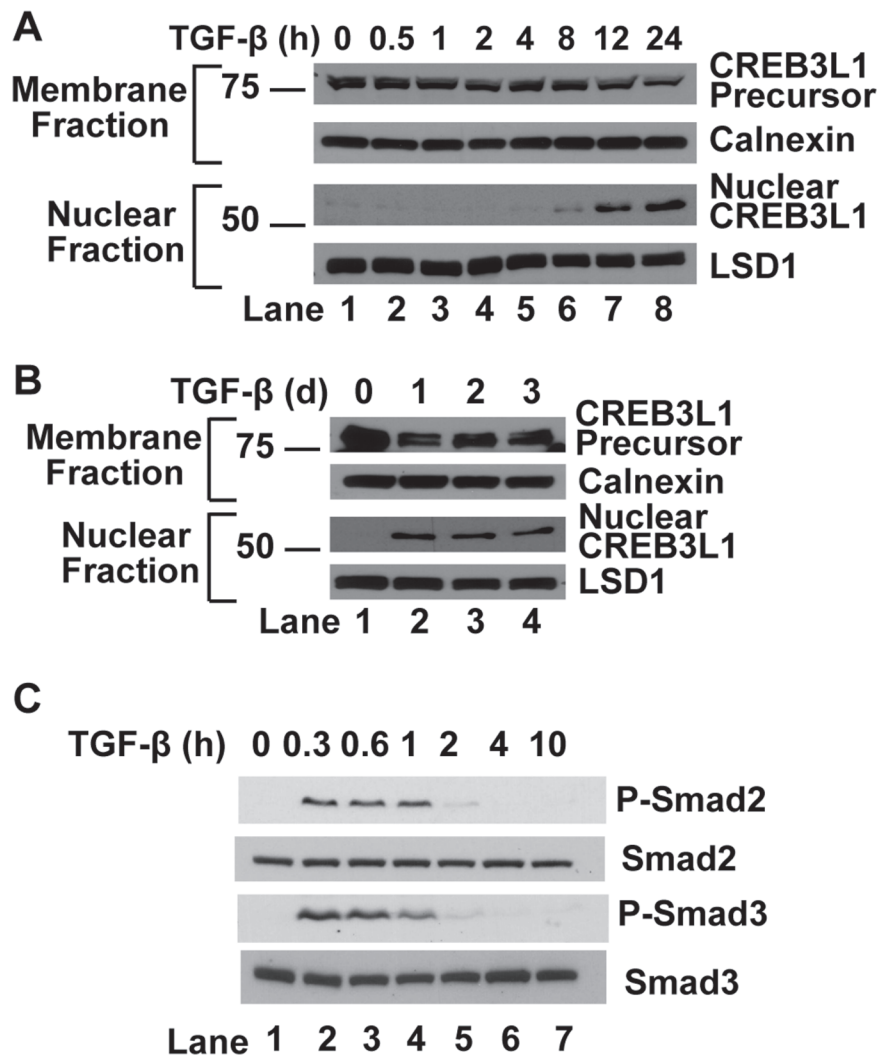 A
TGF-β (h) 0 0.5 1 2 4 8 12 24
Membrane
Fraction
75
CREB3L1
Precursor
Calnexin
Nuclear
Fraction
50
Nuclear
CREB3L1
LSD1
Lane 1 2 3 4 5 6 7 8
B
TGF-β (d) 0 1 2 3
Membrane
Fraction
75
CREB3L1
Precursor
Calnexin
Nuclear
Fraction
50
Nuclear
CREB3L1
LSD1
Lane 1 2 3 4
C
TGF-β (h) 0 0.3 0.6 1 2 4 10
P-Smad2
Smad2
P-Smad3
Smad3
Lane 1 2 3 4 5 6 7